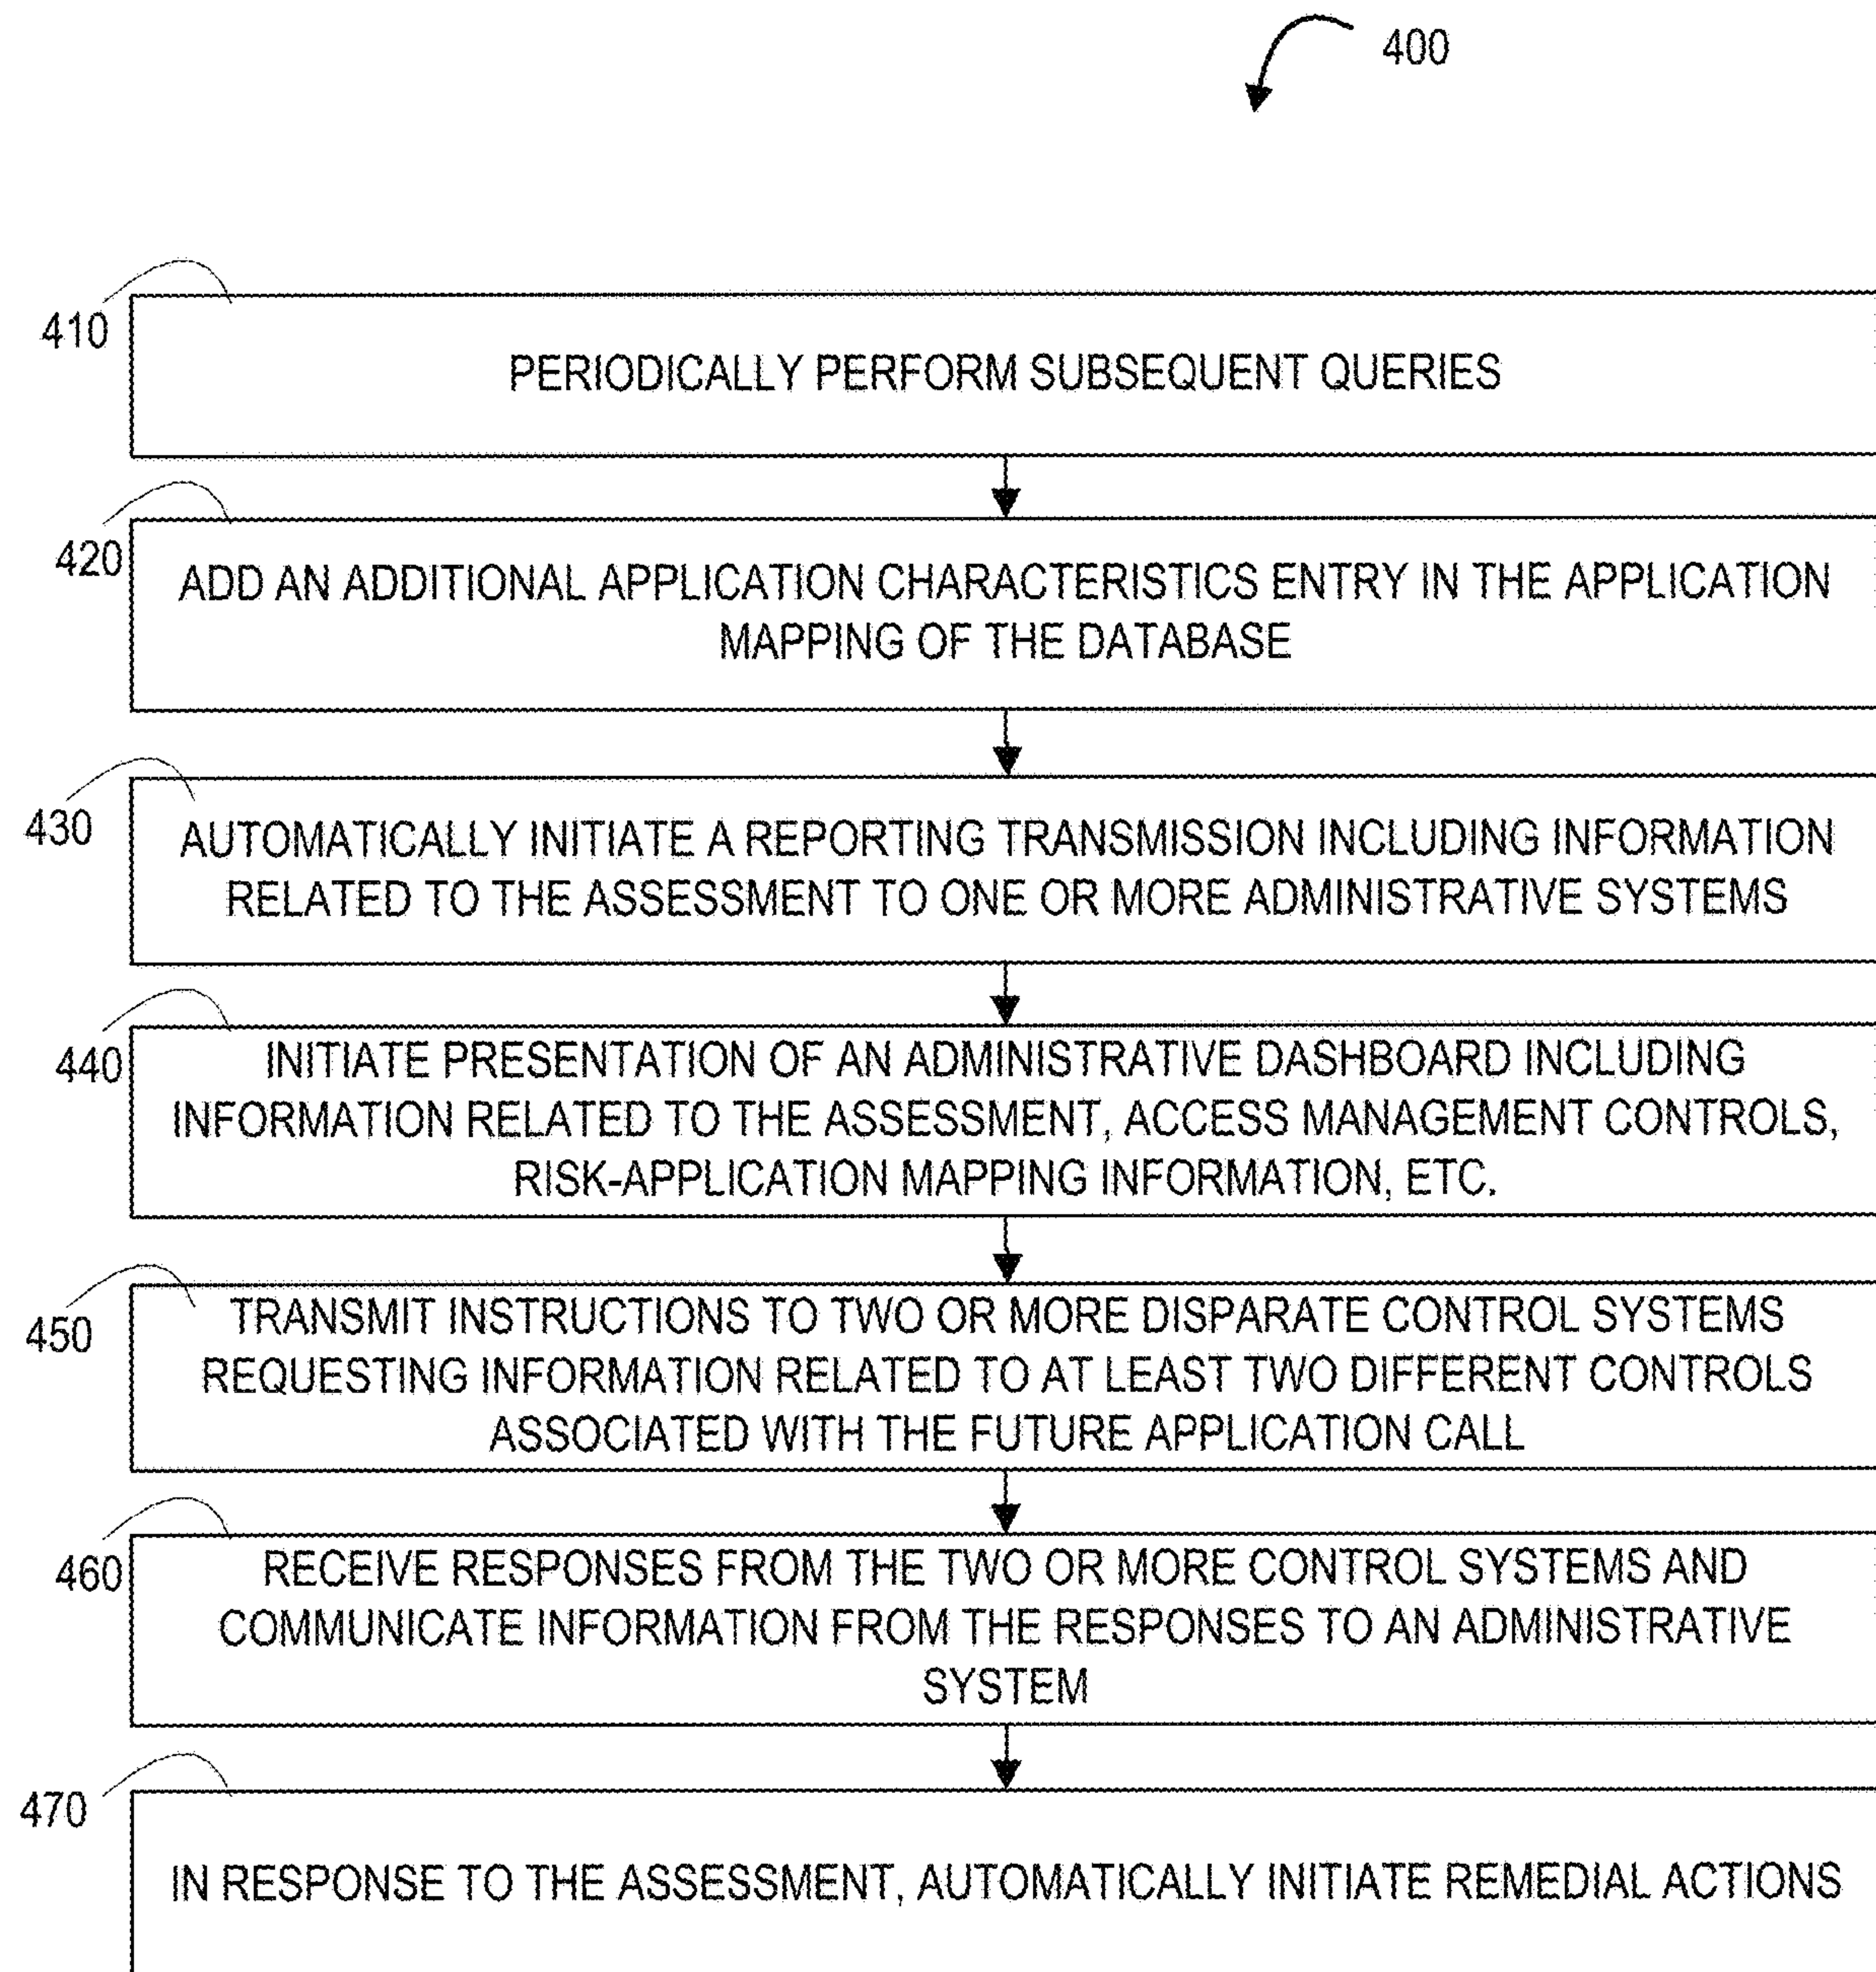 400
410
PERIODICALLY PERFORM SUBSEQUENT QUERIES
420
ADD AN ADDITIONAL APPLICATION CHARACTERISTICS ENTRY IN THE APPLICATION
MAPPING OF THE DATABASE
430
AUTOMATICALLY INITIATE A REPORTING TRANSMISSION INCLUDING INFORMATION
RELATED TO THE ASSESSMENT TO ONE OR MORE ADMINISTRATIVE SYSTEMS
440
INITIATE PRESENTATION OF AN ADMINISTRATIVE DASHBOARD INCLUDING
INFORMATION RELATED TO THE ASSESSMENT, ACCESS MANAGEMENT CONTROLS,
RISK-APPLICATION MAPPING INFORMATION, ETC.
450
TRANSMIT INSTRUCTIONS TO TWO OR MORE DISPARATE CONTROL SYSTEMS
REQUESTING INFORMATION RELATED TO AT LEAST TWO DIFFERENT CONTROLS
ASSOCIATED WITH THE FUTURE APPLICATION CALL
460
RECEIVE RESPONSES FROM THE TWO OR MORE CONTROL SYSTEMS AND
COMMUNICATE INFORMATION FROM THE RESPONSES TO AN ADMINISTRATIVE
SYSTEM
470
IN RESPONSE TO THE ASSESSMENT, AUTOMATICALLY INITIATE REMEDIAL ACTIONS